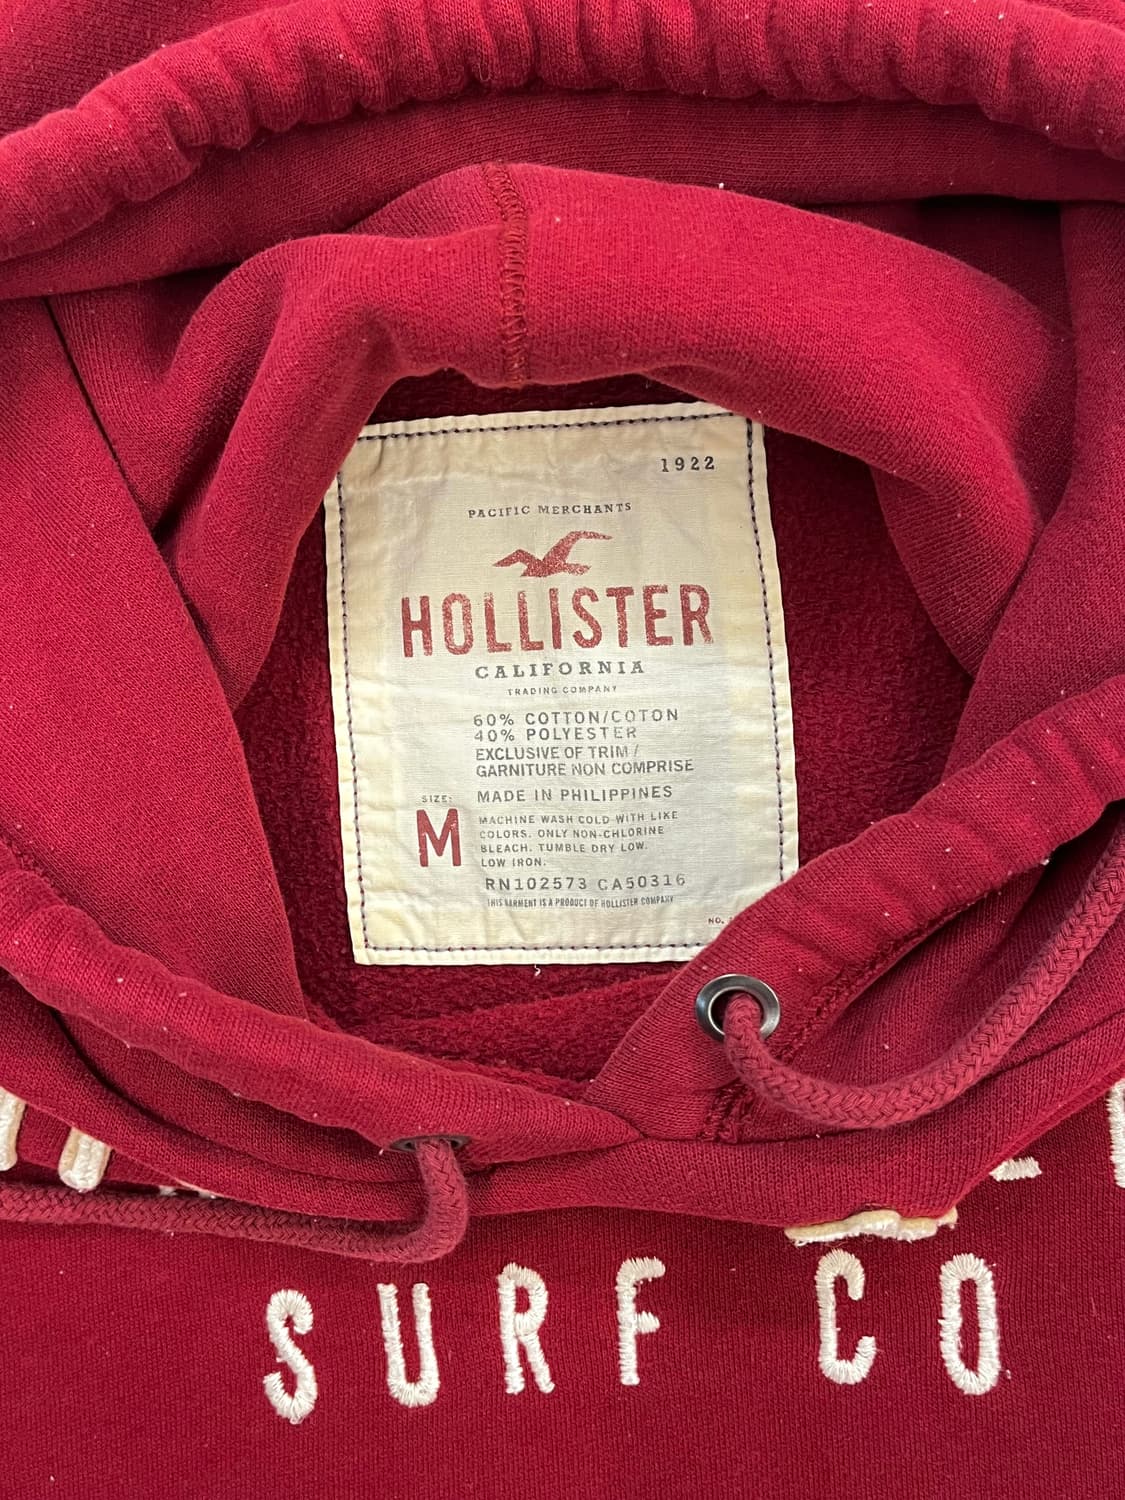 1922
PACIFIC MERCHANTS
HOLLISTER
CALIFORNIA
TRADING COMPANY
60% COTTON/COTON
40% POLYESTER
EXCLUSIVE OF TRIM /
GARNITURE NON COMPRISE
MADE IN PHILIPPINES
SIZE:
M
MACHINE WASH COLD WITH LIKE
COLORS. ONLY NON-CHLORINE
BLEACH. TUMBLE DRY LOW.
LOW IRON.
RN102573 CA50316
THIS GARMENT IS A PRODUCT OF HOLLISTER COMPANY
NO.
SURF CO